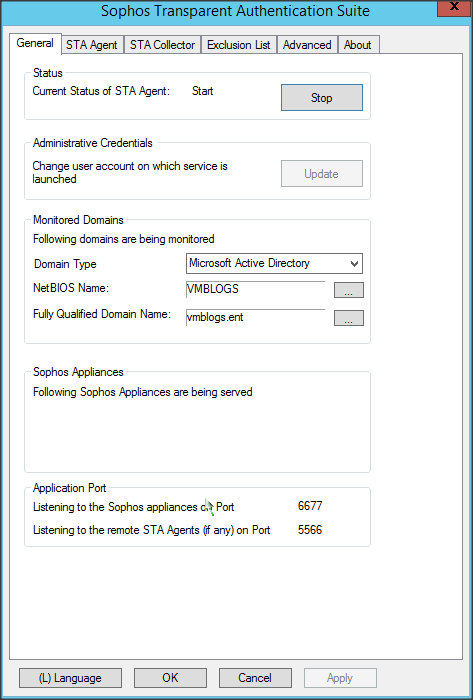 Sophos Transparent Authentication Suite
X
General STA Agent STA Collector Exclusion List Advanced About
Status
Current Status of STA Agent: Start Stop
Administrative Credentials
Change user account on which service is
launched
Update
Monitored Domains
Following domains are being monitored
Domain Type Microsoft Active Directory
NetBIOS Name: VMBLOGS ...
Fully Qualified Domain Name: vmblogs.ent ...
Sophos Appliances
Following Sophos Appliances are being served
Application Port
Listening to the Sophos appliances on Port 6677
Listening to the remote STA Agents (if any) on Port 5566
(L) Language OK Cancel Apply